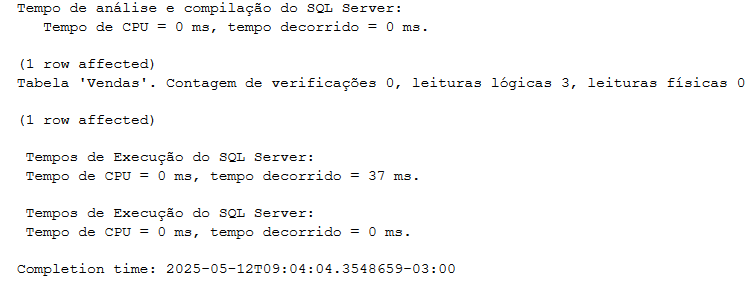 Tempo de análise e compilação do SQL Server:
Tempo de CPU = 0 ms, tempo decorrido = 0 ms.
(1 row affected)
Tabela 'Vendas'. Contagem de verificações 0, leituras lógicas 3, leituras físicas 0
(1 row affected)
Tempos de Execução do SQL Server:
Tempo de CPU = 0 ms, tempo decorrido = 37 ms.
Tempos de Execução do SQL Server:
Tempo de CPU = 0 ms, tempo decorrido = 0 ms.
Completion time: 2025-05-12T09:04:04.3548659-03:00